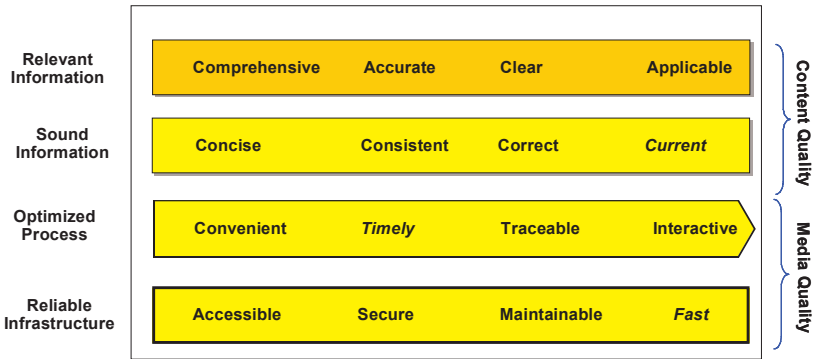 Relevant
Information
Comprehensive Accurate Clear Applicable
Sound
Information
Concise Consistent Correct Current
Content Quality
Optimized
Process
Convenient Timely Traceable Interactive
Reliable
Infrastructure
Accessible Secure Maintainable Fast
Media Quality